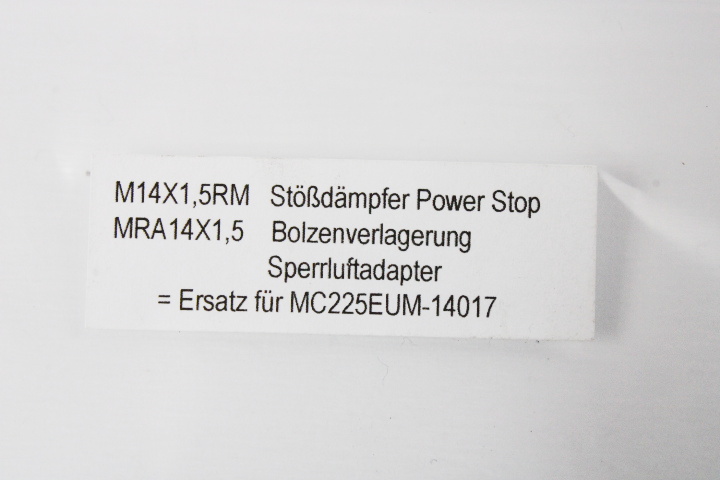 M14X1,5RM Stößdämpfer Power Stop
MRA14X1,5 Bolzenverlagerung
Sperrluftadapter
= Ersatz für MC225EUM-14017